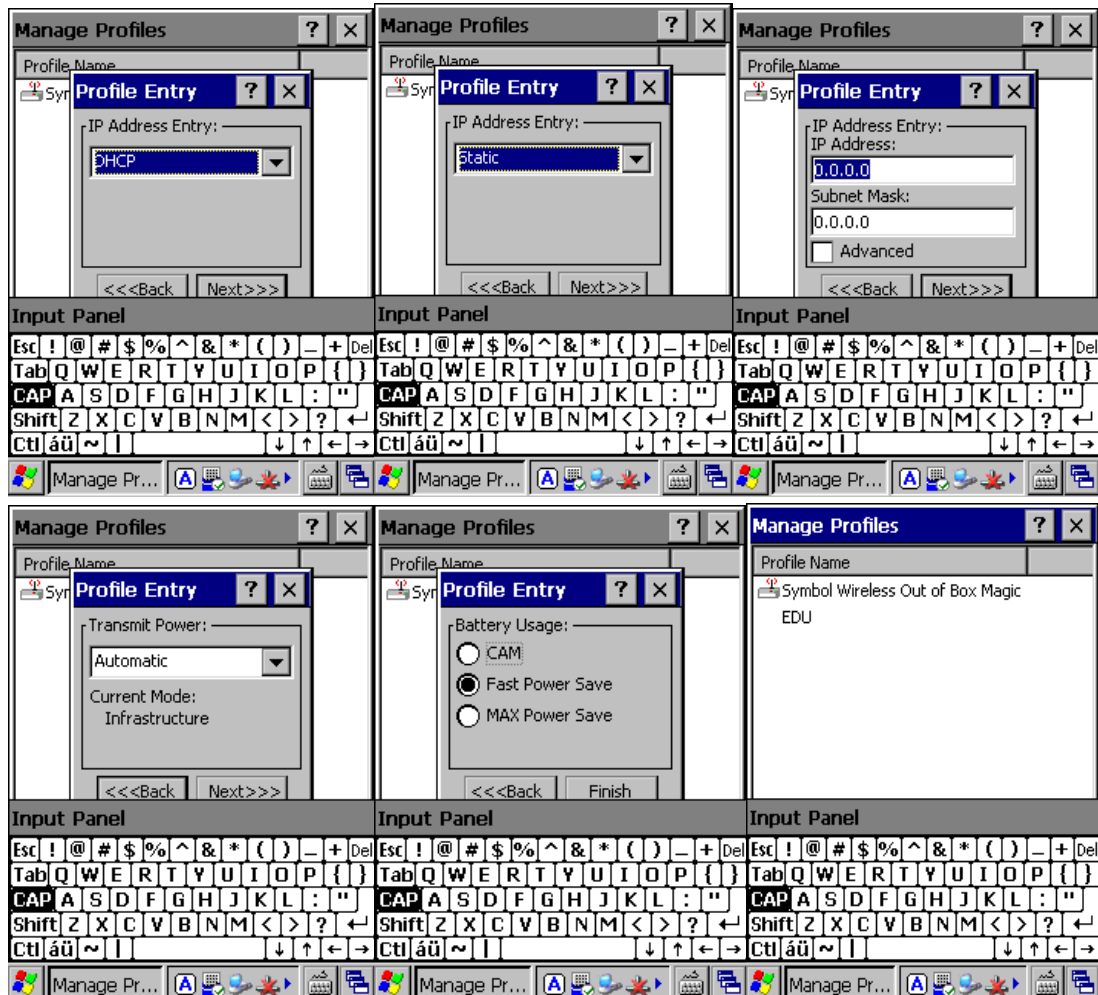 Manage Profiles ? ×
Profile Name
Syr
Profile Entry ? ×
IP Address Entry:
DHCP
<<<Back Next>>>
Input Panel
Esc ! @ # $ % ^ & * ( ) _ + Del
Tab Q W E R T Y U I O P { }
CAP A S D F G H J K L : "
Shift Z X C V B N M < > ? ↵
Ctl áü ~ | ↓ ↑ ← →
Manage Pr... A
Manage Profiles ? ×
Profile Name
Syr
Profile Entry ? ×
IP Address Entry:
Static
<<<Back Next>>>
Input Panel
Esc ! @ # $ % ^ & * ( ) _ + Del
Tab Q W E R T Y U I O P { }
CAP A S D F G H J K L : "
Shift Z X C V B N M < > ? ↵
Ctl áü ~ | ↓ ↑ ← →
Manage Pr... A
Manage Profiles ? ×
Profile Name
Syr
Profile Entry ? ×
IP Address Entry:
IP Address:
0.0.0.0
Subnet Mask:
0.0.0.0
Advanced
<<<Back Next>>>
Input Panel
Esc ! @ # $ % ^ & * ( ) _ + Del
Tab Q W E R T Y U I O P { }
CAP A S D F G H J K L : "
Shift Z X C V B N M < > ? ↵
Ctl áü ~ | ↓ ↑ ← →
Manage Pr... A
Manage Profiles ? ×
Profile Name
Syr
Profile Entry ? ×
Transmit Power:
Automatic
Current Mode:
Infrastructure
<<<Back Next>>>
Input Panel
Esc ! @ # $ % ^ & * ( ) _ + Del
Tab Q W E R T Y U I O P { }
CAP A S D F G H J K L : "
Shift Z X C V B N M < > ? ↵
Ctl áü ~ | ↓ ↑ ← →
Manage Pr... A
Manage Profiles ? ×
Profile Name
Syr
Profile Entry ? ×
Battery Usage:
CAM
Fast Power Save
MAX Power Save
<<<Back Finish
Input Panel
Esc ! @ # $ % ^ & * ( ) _ + Del
Tab Q W E R T Y U I O P { }
CAP A S D F G H J K L : "
Shift Z X C V B N M < > ? ↵
Ctl áü ~ | ↓ ↑ ← →
Manage Pr... A
Manage Profiles ? ×
Profile Name
Symbol Wireless Out of Box Magic
EDU
Input Panel
Esc ! @ # $ % ^ & * ( ) _ + Del
Tab Q W E R T Y U I O P { }
CAP A S D F G H J K L : "
Shift Z X C V B N M < > ? ↵
Ctl áü ~ | ↓ ↑ ← →
Manage Pr... A